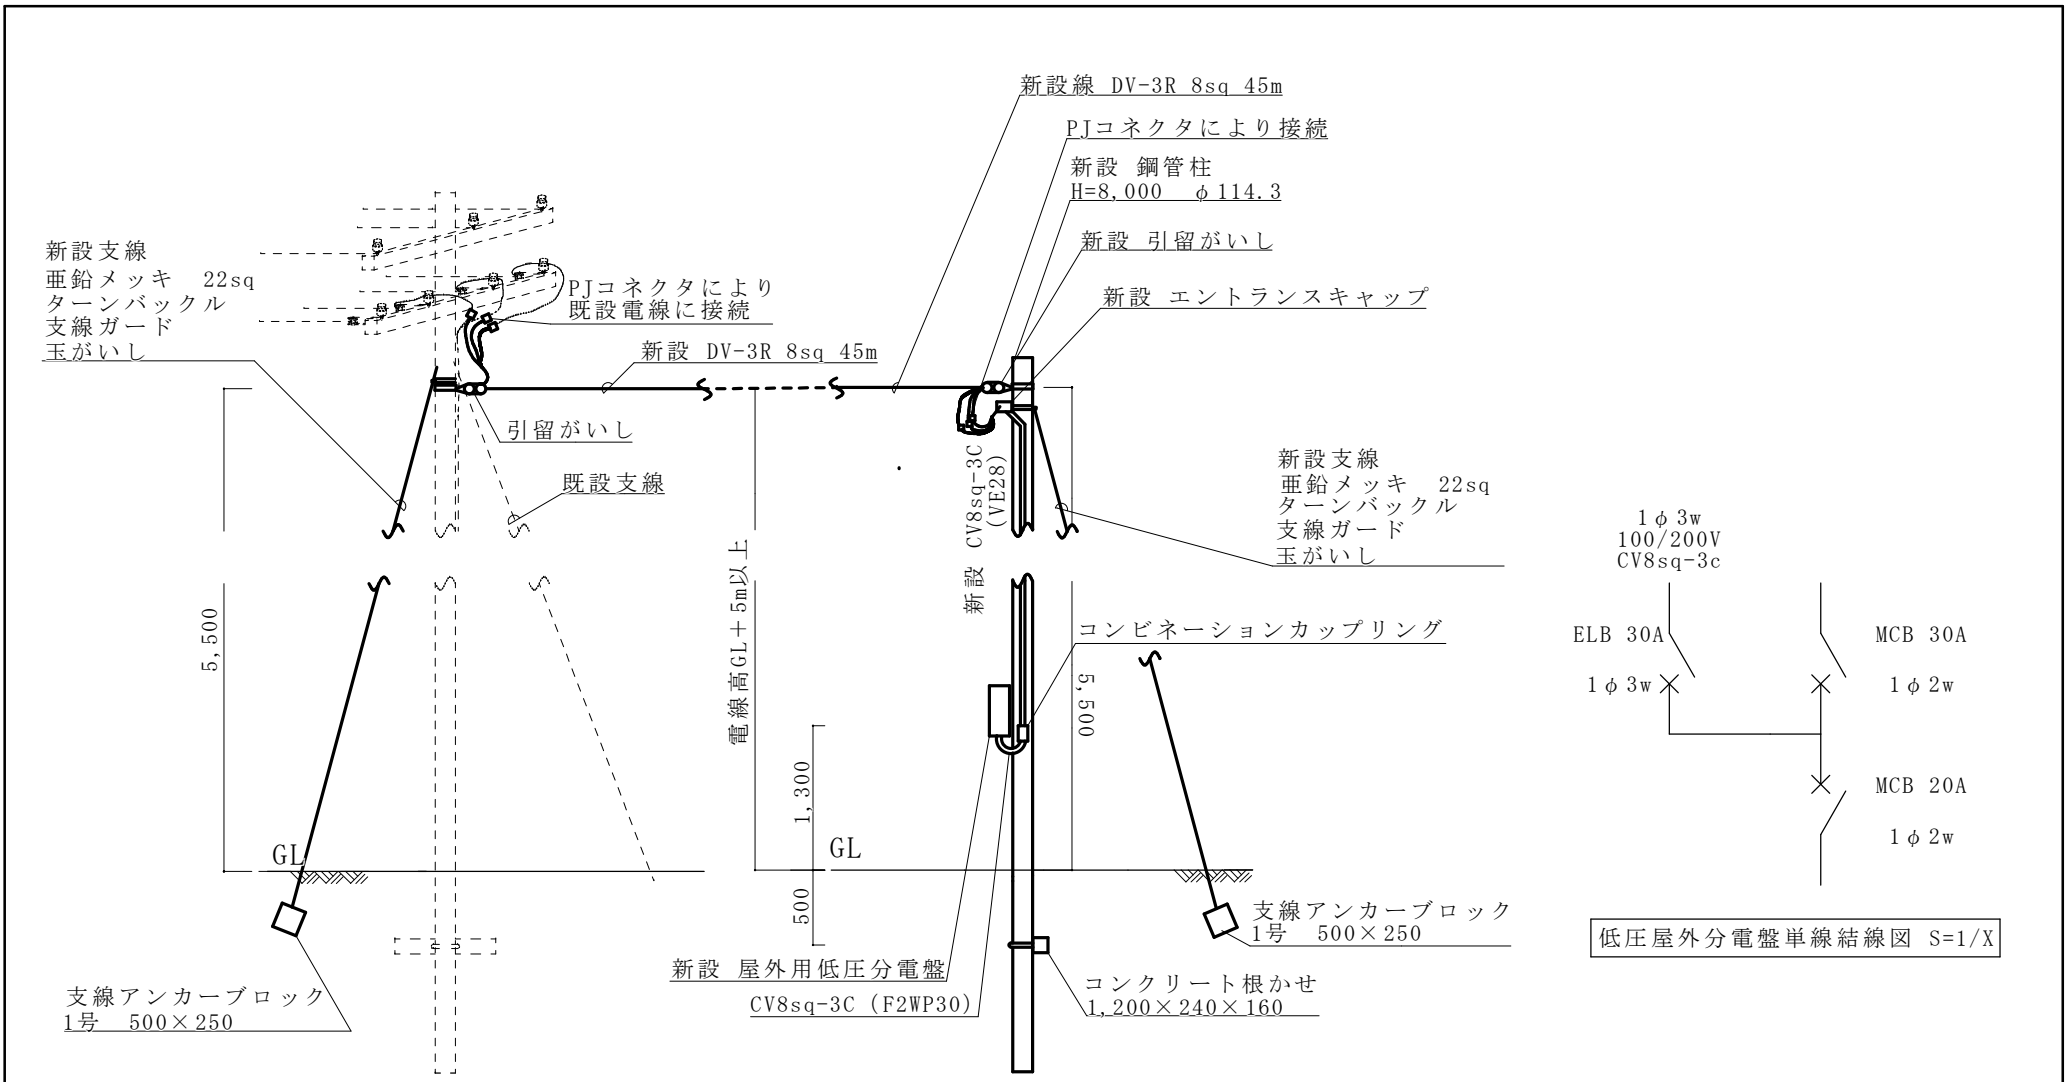 新設線 DV-3R 8sq 45m
PJコネクタにより接続
新設 鋼管柱
H=8,000 φ114.3
新設 引留がいし
新設 エントランスキャップ
新設支線
亜鉛メッキ 22sq
ターンバックル
支線ガード
玉がいし
PJコネクタにより
既設電線に接続
新設 DV-3R 8sq 45m
引留がいし
既設支線
新設 CV8sq-3C
(VE28)
新設支線
亜鉛メッキ 22sq
ターンバックル
支線ガード
玉がいし
1φ3w
100/200V
CV8sq-3c
ELB 30A
1φ3w
MCB 30A
1φ2w
MCB 20A
1φ2w
5,500
電線高GL+5m以上
コンビネーションカップリング
5,500
1,300
GL
GL
500
支線アンカーブロック
1号 500×250
新設 屋外用低圧分電盤
CV8sq-3C (F2WP30)
コンクリート根かせ
1,200×240×160
支線アンカーブロック
1号 500×250
低圧屋外分電盤単線結線図 S=1/X